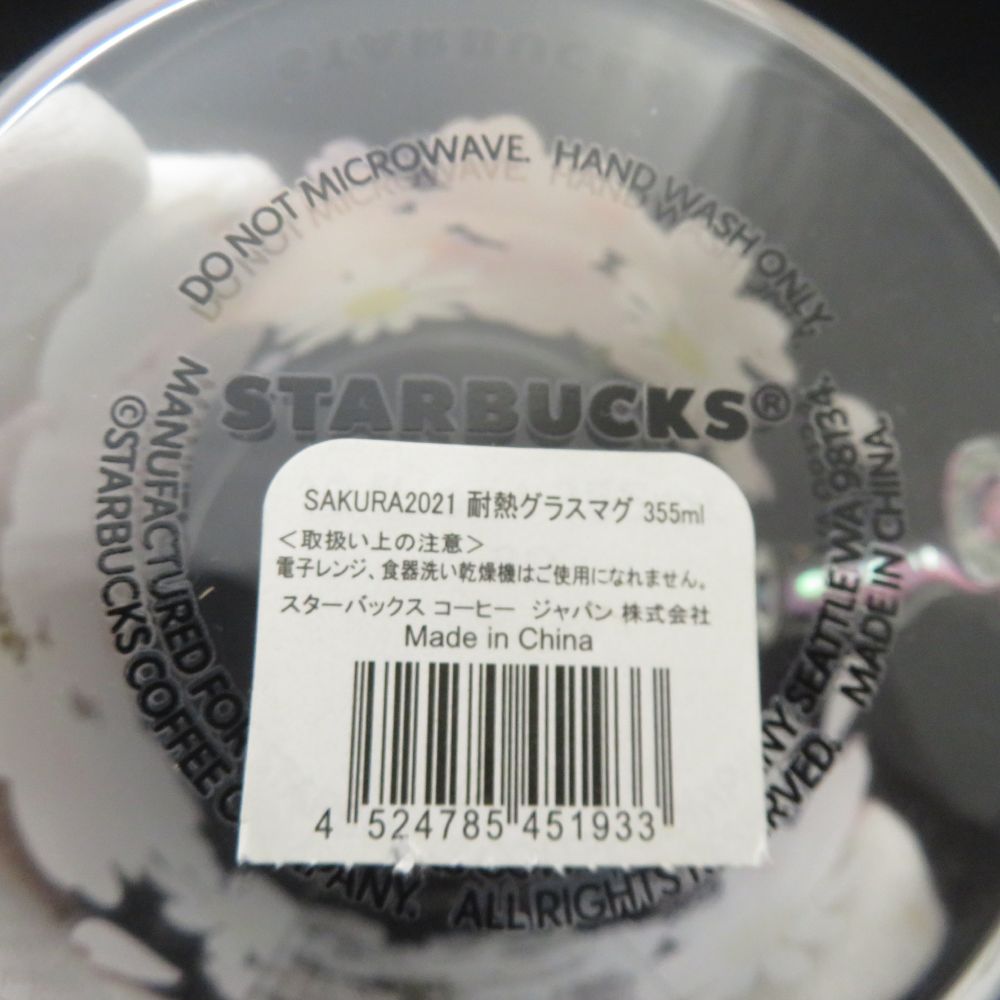 DO NOT MICROWAVE. HAND WASH ONLY.
STARBUCKS®
MANUFACTURED FOR
SEATTLE WA 98134.
©STARBUCKS COFFEE
ALL RIGHTS
MADE IN CHINA.
SAKURA2021 耐熱グラスマグ 355ml
＜取扱い上の注意＞
電子レンジ、食器洗い乾燥機はご使用になれません。
スターバックス コーヒー ジャパン 株式会社
Made in China
4 524785 451933